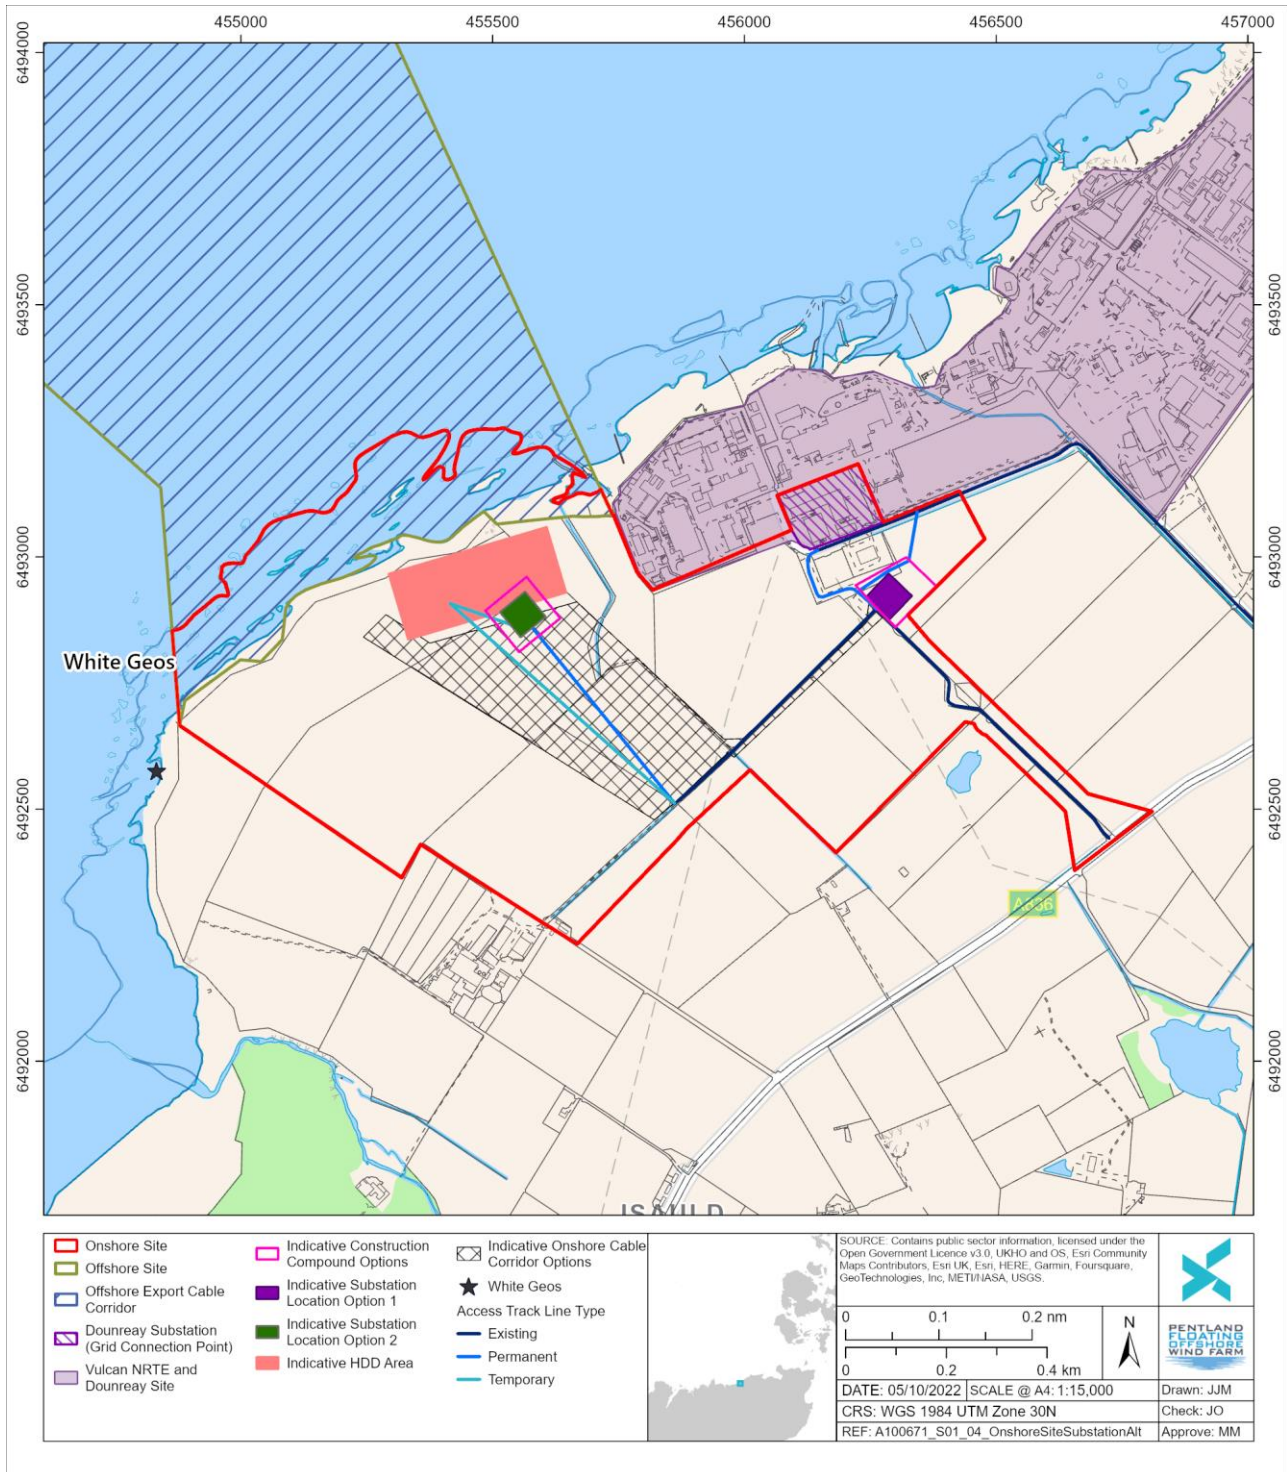 455000
455500
456000
456500
457000
6494000
6494000
6493500
6493500
6493000
6493000
White Geos
6492500
6492500
A836
6492000
6492000
ISAULD
Onshore Site
Offshore Site
Offshore Export Cable
Corridor
Dounreay Substation
(Grid Connection Point)
Vulcan NRTE and
Dounreay Site
Indicative Construction
Compound Options
Indicative Substation
Location Option 1
Indicative Substation
Location Option 2
Indicative HDD Area
Indicative Onshore Cable
Corridor Options
White Geos
Access Track Line Type
Existing
Permanent
Temporary
SOURCE: Contains public sector information, licensed under the
Open Government Licence v3.0, UKHO and OS, Esri Community
Maps Contributors, Esri UK, Esri, HERE, Garmin, Foursquare,
GeoTechnologies, Inc, METI/NASA, USGS.
0 0.1 0.2 nm
0 0.2 0.4 km
N
PENTLAND
FLOATING
OFFSHORE
WIND FARM
DATE: 05/10/2022
SCALE @ A4: 1:15,000
Drawn: JJM
CRS: WGS 1984 UTM Zone 30N
Check: JO
REF: A100671_S01_04_OnshoreSiteSubstationAlt
Approve: MM